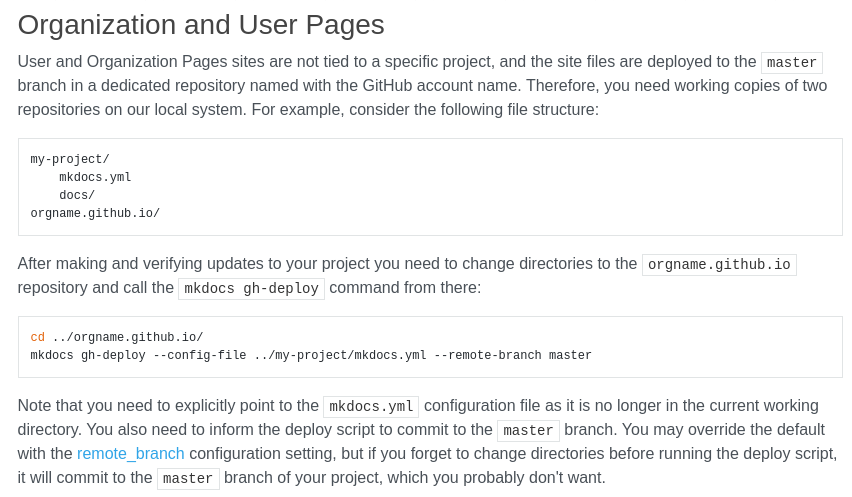 Organization and User Pages
User and Organization Pages sites are not tied to a specific project, and the site files are deployed to the master
branch in a dedicated repository named with the GitHub account name. Therefore, you need working copies of two
repositories on our local system. For example, consider the following file structure:
my-project/
    mkdocs.yml
    docs/
orgname.github.io/
After making and verifying updates to your project you need to change directories to the orgname.github.io
repository and call the mkdocs gh-deploy command from there:
cd ../orgname.github.io/
mkdocs gh-deploy --config-file ../my-project/mkdocs.yml --remote-branch master
Note that you need to explicitly point to the mkdocs.yml configuration file as it is no longer in the current working
directory. You also need to inform the deploy script to commit to the master branch. You may override the default
with the remote_branch configuration setting, but if you forget to change directories before running the deploy script,
it will commit to the master branch of your project, which you probably don't want.